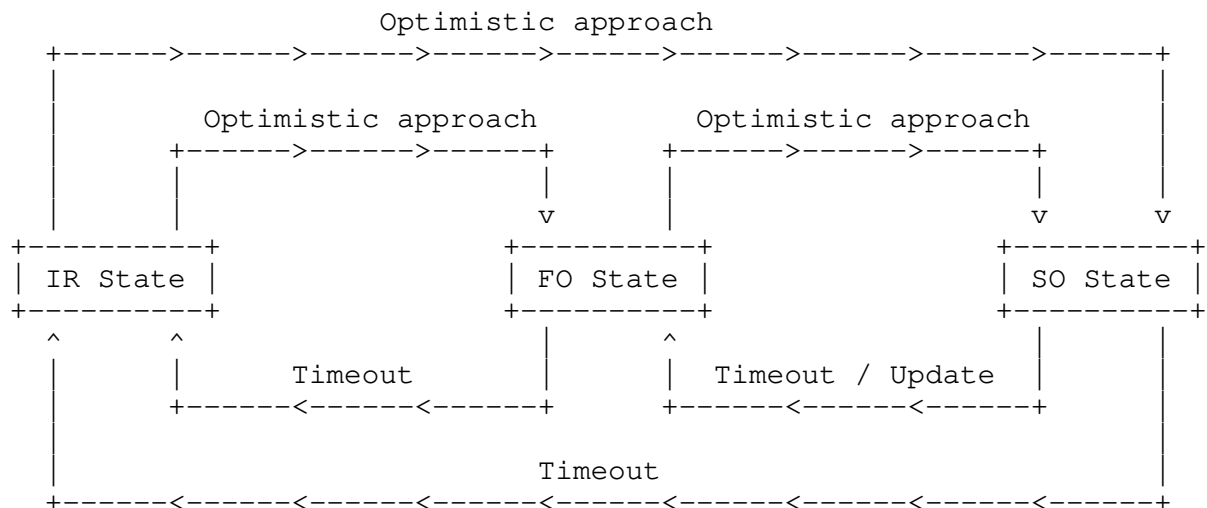 Optimistic approach
Optimistic approach Optimistic approach
IR State FO State SO State
Timeout Timeout / Update
Timeout